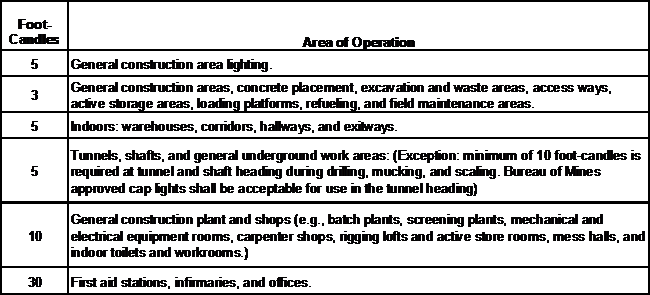 Foot-
Candles
Area of Operation
5
General construction area lighting.
3
General construction areas, concrete placement, excavation and waste areas, access ways,
active storage areas, loading platforms, refueling, and field maintenance areas.
5
Indoors: warehouses, corridors, hallways, and exitways.
5
Tunnels, shafts, and general underground work areas: (Exception: minimum of 10 foot-candles is
required at tunnel and shaft heading during drilling, mucking, and scaling. Bureau of Mines
approved cap lights shall be acceptable for use in the tunnel heading)
10
General construction plant and shops (e.g., batch plants, screening plants, mechanical and
electrical equipment rooms, carpenter shops, rigging lofts and active store rooms, mess halls, and
indoor toilets and workrooms.)
30
First aid stations, infirmaries, and offices.